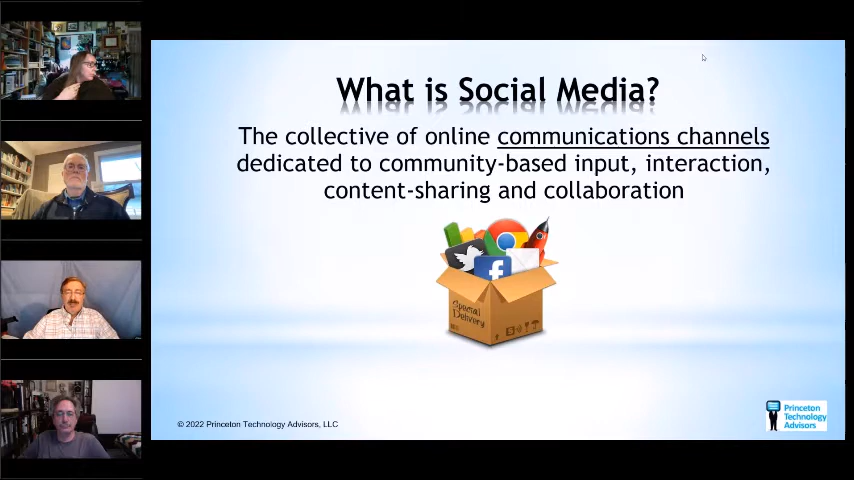 What is Social Media?
The collective of online communications channels
dedicated to community-based input, interaction,
content-sharing and collaboration
Special
Delivery
© 2022 Princeton Technology Advisors, LLC
Princeton
Technology
Advisors